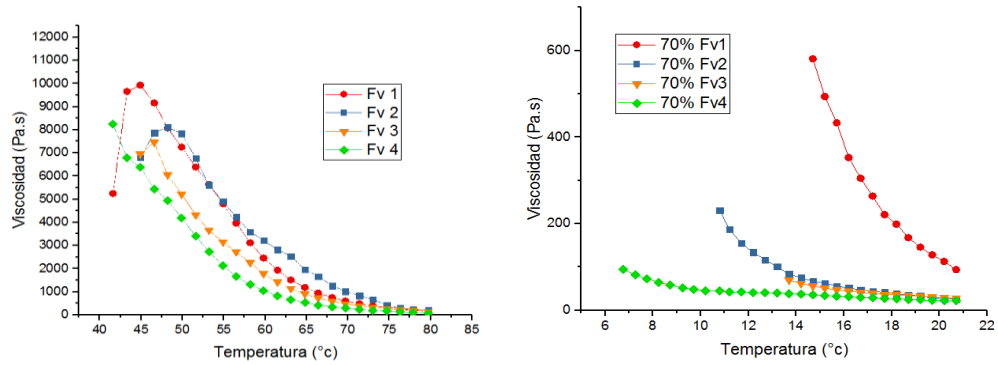 12000
11000
10000
9000
8000
7000
6000
5000
4000
3000
2000
1000
0
Viscosidad (Pa.s)
Fv 1
Fv 2
Fv 3
Fv 4
40 45 50 55 60 65 70 75 80
Temperatura (°c)
600
400
200
0
Viscosidad (Pa.s)
70% Fv1
70% Fv2
70% Fv3
70% Fv4
6 8 10 12 14 16 18 20 22
Temperatura (°c)